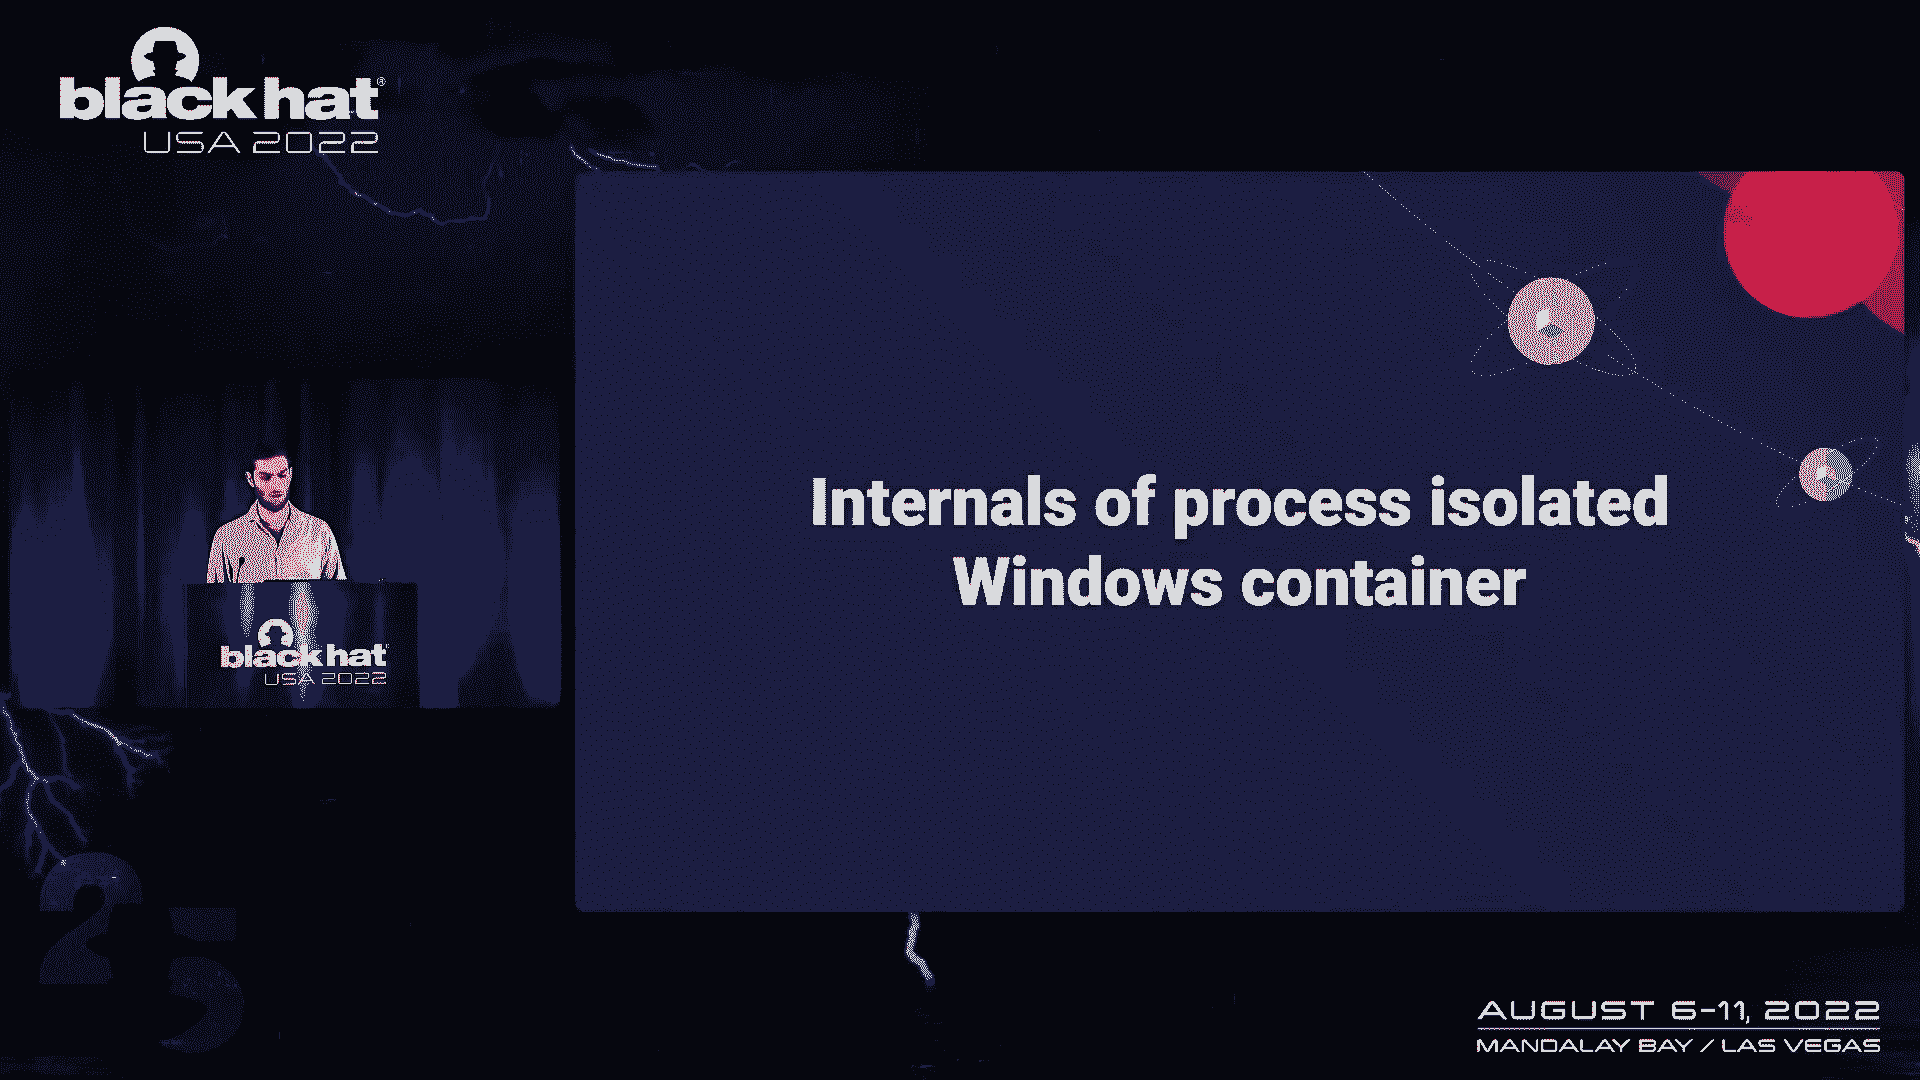 black hat®
USA 2022
Internals of process isolated
Windows container
black hat
USA 2022
25
AUGUST 6-11, 2022
MANDALAY BAY / LAS VEGAS